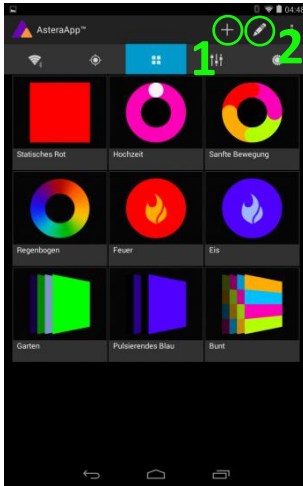 04:48
AsteraApp™
1
2
Statisches Rot
Hochzeit
Sanfte Bewegung
Regenbogen
Feuer
Eis
Garten
Pulsierendes Blau
Bunt